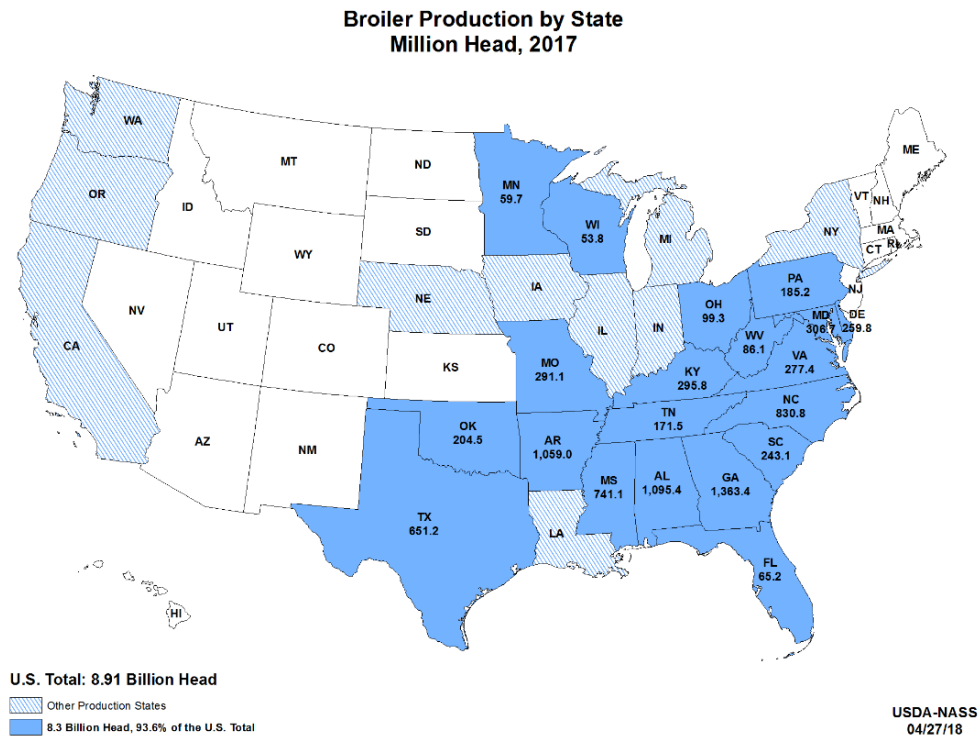 Broiler Production by State
Million Head, 2017
WA
OR
CA
ID
NV
MT
WY
UT
AZ
CO
NM
ND
SD
NE
KS
OK
204.5
TX
651.2
MN
59.7
IA
MO
291.1
AR
1,059.0
LA
WI
53.8
IL
MI
IN
OH
99.3
KY
295.8
TN
171.5
MS
741.1
AL
1,095.4
GA
1,363.4
FL
65.2
SC
243.1
NC
830.8
VA
277.4
WV
86.1
PA
185.2
MD
306.7
DE
259.8
NJ
NY
CT
RI
MA
VT
NH
ME
HI
U.S. Total: 8.91 Billion Head
Other Production States
8.3 Billion Head, 93.6% of the U.S. Total
USDA-NASS
04/27/18